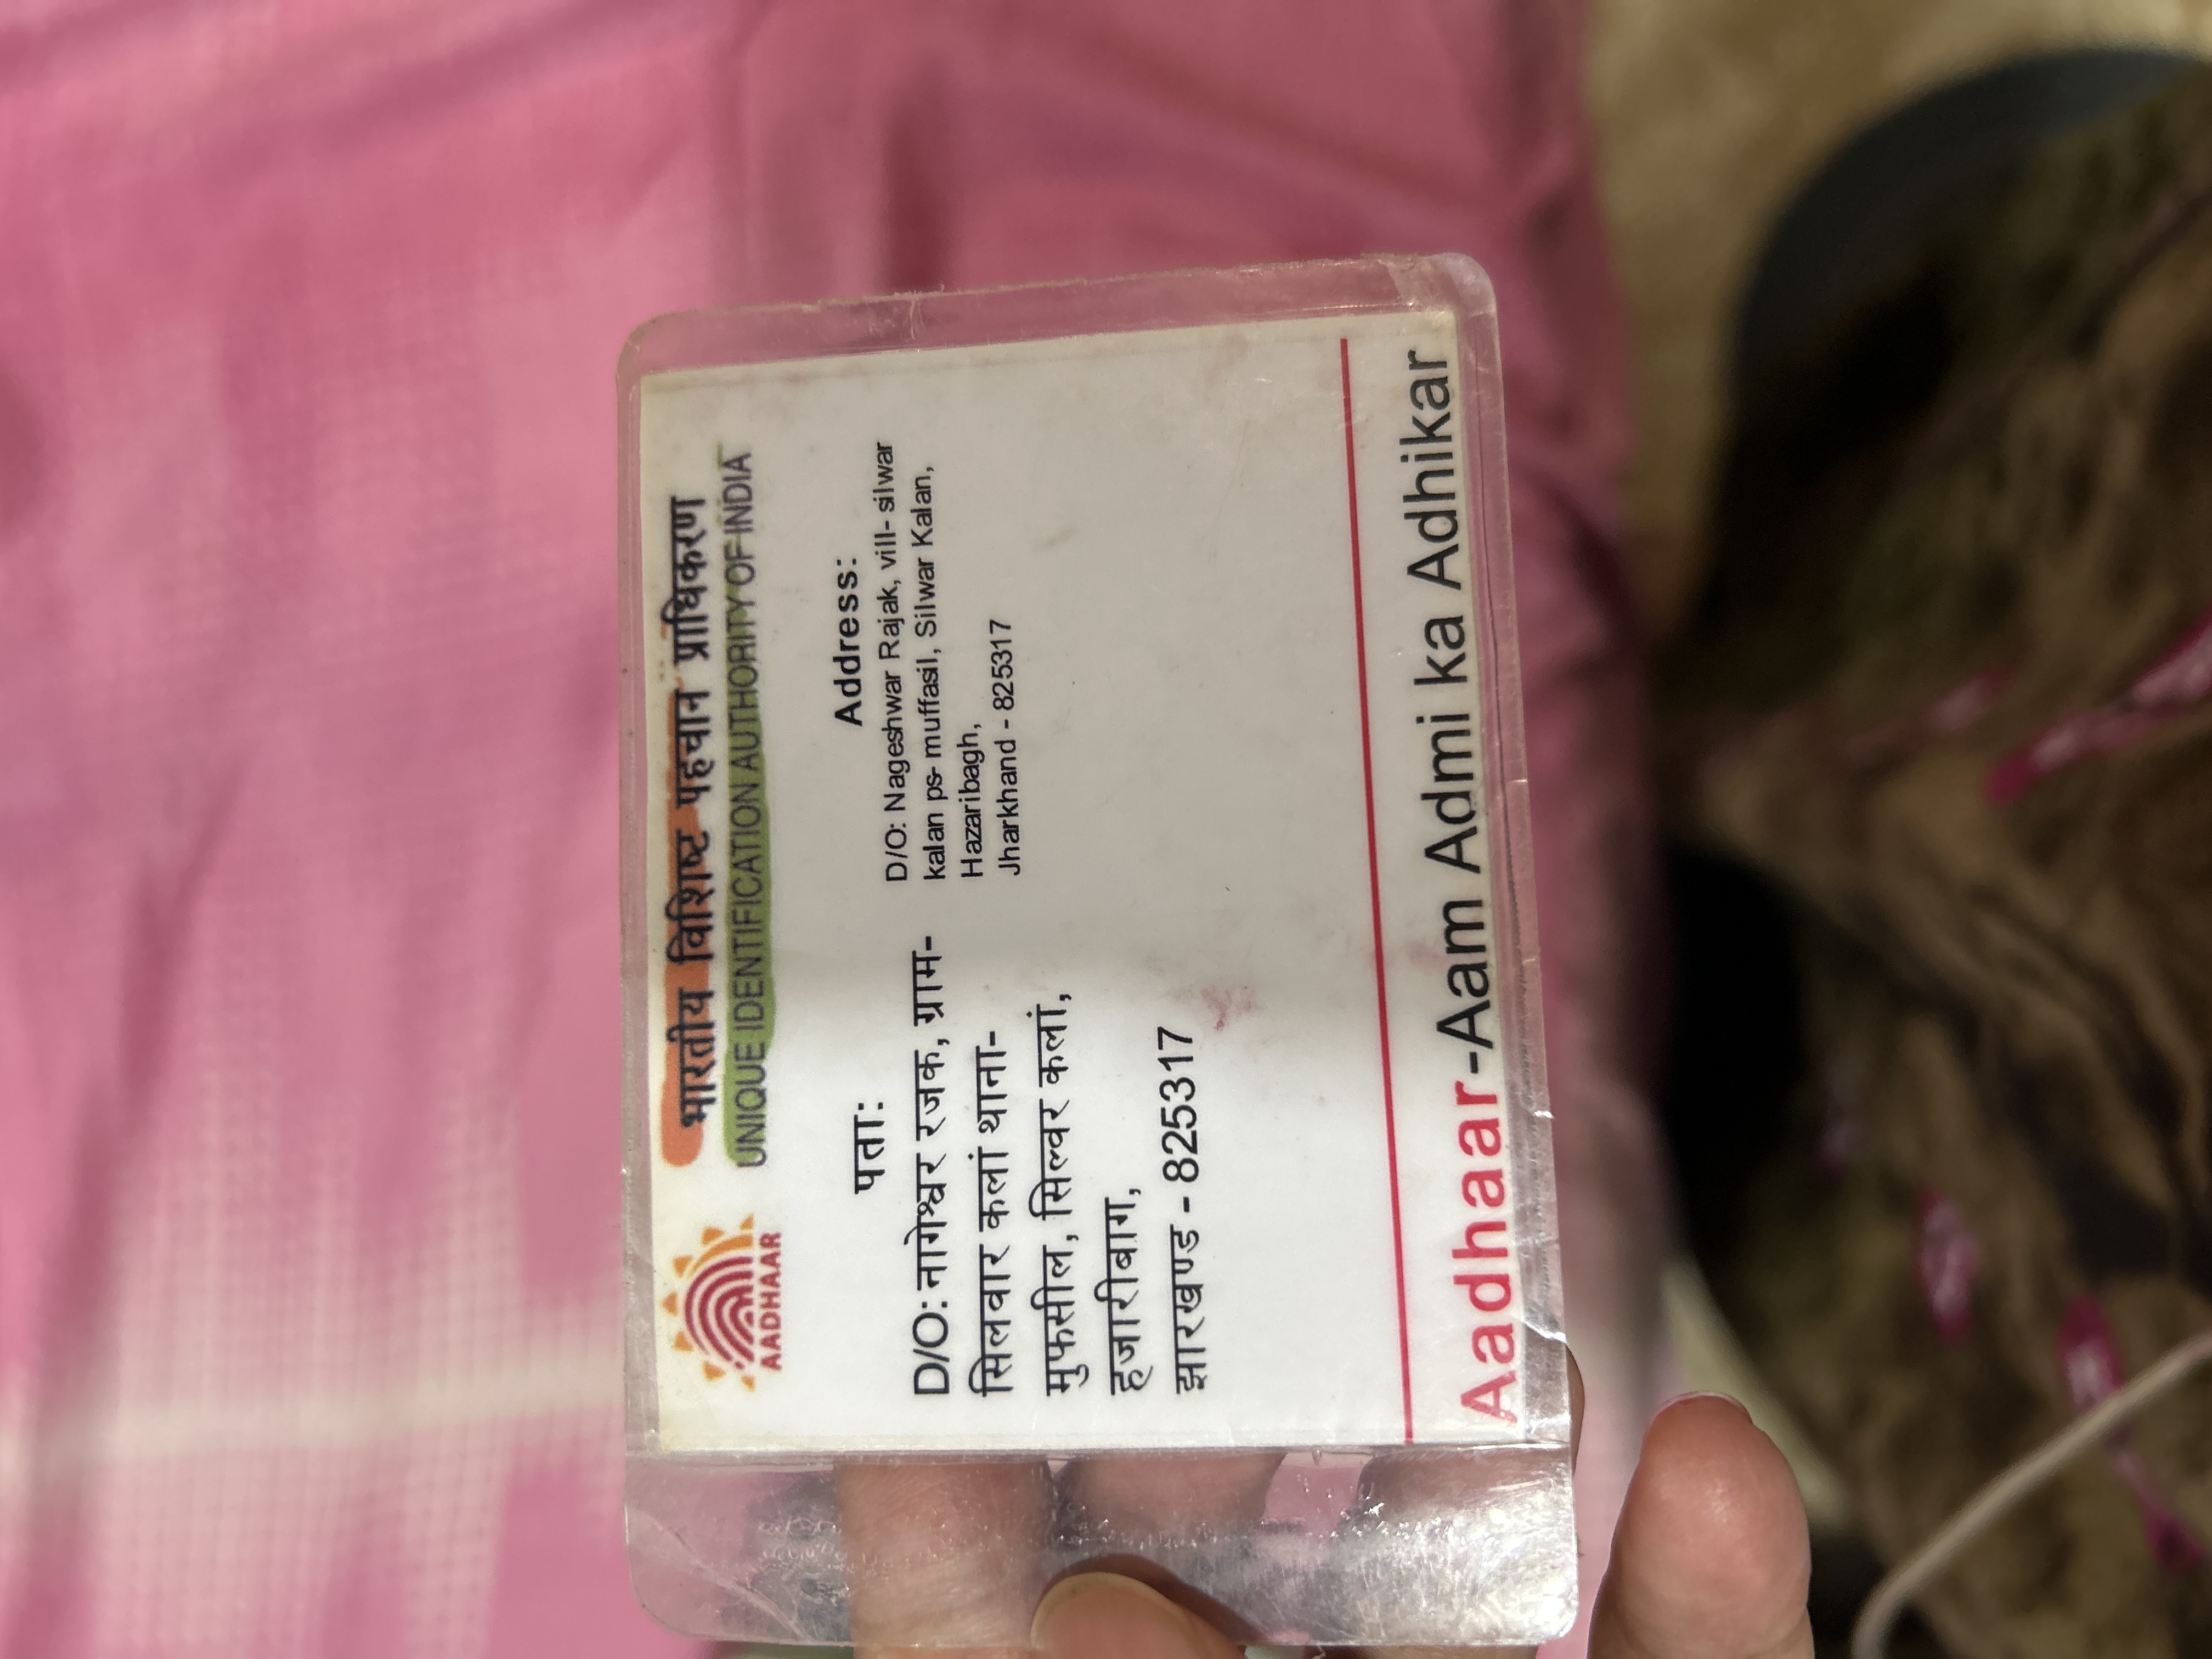 भारतीय विशिष्ट पहचान प्राधिकरण
UNIQUE IDENTIFICATION AUTHORITY OF INDIA
AADHAAR
पता:
D/O: नागेश्वर रजक, ग्राम-
सिलवार कलां थाना-
मुफसील, सिल्वर कलां,
हजारीबाग,
झारखण्ड - 825317
Address:
D/O: Nageshwar Rajak, vill- silwar
kalan ps- muffasil, Silwar Kalan,
Hazaribagh,
Jharkhand - 825317
Aadhaar-Aam Admi ka Adhikar